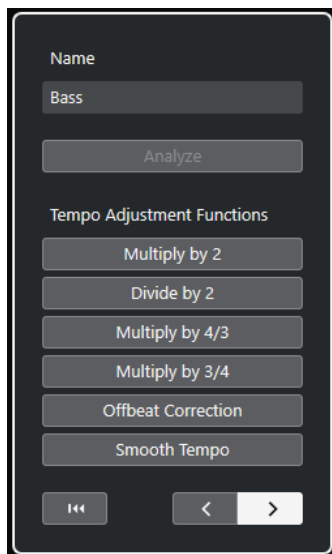 Name
Bass
Analyze
Tempo Adjustment Functions
Multiply by 2
Divide by 2
Multiply by 4/3
Multiply by 3/4
Offbeat Correction
Smooth Tempo